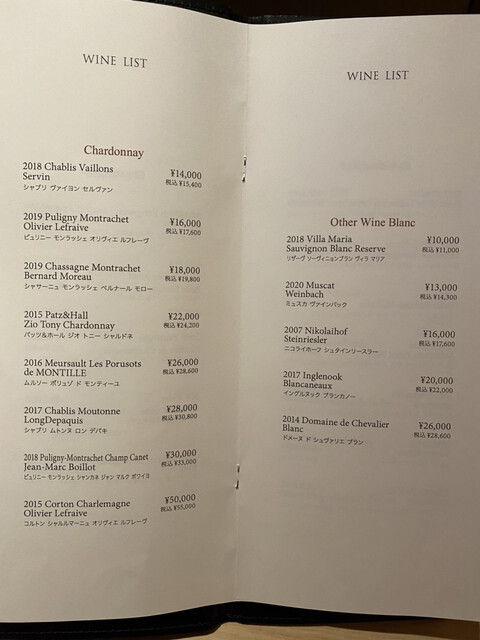 WINE LIST
Chardonnay
2018 Chablis Vaillons ¥14,000
Servin 税込 ¥15,400
シャブリ ヴァイヨン セルヴァン
2019 Puligny Montrachet ¥16,000
Olivier Lefraive 税込 ¥17,600
ピュリニー モンラッシェ オリヴィエ ルフレーヴ
2019 Chassagne Montrachet ¥18,000
Bernard Moreau 税込 ¥19,800
シャサーニュ モンラッシェ ベルナール モロー
2015 Patz&Hall ¥22,000
Zio Tony Chardonnay 税込 ¥24,200
パッツ&ホール ジオ トニー シャルドネ
2016 Meursault Les Porusots ¥26,000
de MONTILLE 税込 ¥28,600
ムルソー ポリュゾ ド モンティーユ
2017 Chablis Moutonne ¥28,000
LongDepaquis 税込 ¥30,800
シャブリ ムトンヌ ロン デパキ
2018 Puligny-Montrachet Champ Canet ¥30,000
Jean-Marc Boillot 税込 ¥33,000
ピュリニー モンラッシェ シャンカネ ジャン マルク ボワイヨ
2015 Corton Charlemagne ¥50,000
Olivier Lefraive 税込 ¥55,000
コルトン シャルルマーニュ オリヴィエ ルフレーヴ
WINE LIST
Other Wine Blanc
2018 Villa Maria ¥10,000
Sauvignon Blanc Reserve 税込 ¥11,000
リザーヴ ソーヴィニョンブラン ヴィラ マリア
2020 Muscat ¥13,000
Weinbach 税込 ¥14,300
ミュスカ ヴァインバック
2007 Nikolaihof ¥16,000
Steinriesler 税込 ¥17,600
ニコライホーフ シュタインリースラー
2017 Inglenook ¥20,000
Blancaneaux 税込 ¥22,000
イングルヌック ブランカノー
2014 Domaine de Chevalier ¥26,000
Blanc 税込 ¥28,600
ドメーヌ ド シュヴァリエ ブラン